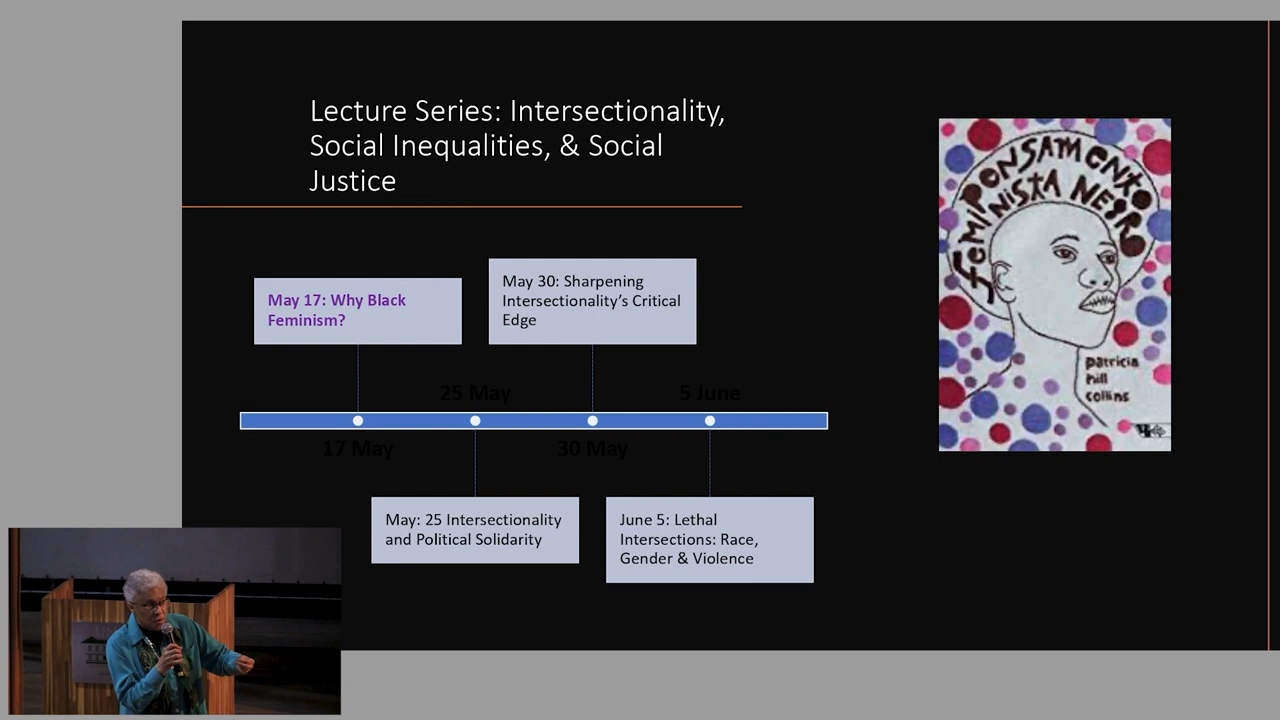 Lecture Series: Intersectionality,
Social Inequalities, & Social
Justice
May 17: Why Black
Feminism?
May 30: Sharpening
Intersectionality’s Critical
Edge
25 May
5 June
17 May
30 May
May: 25 Intersectionality
and Political Solidarity
June 5: Lethal
Intersections: Race,
Gender & Violence
PONSAMENTO
femiNISTA NEGRO
patricia
hill
collins